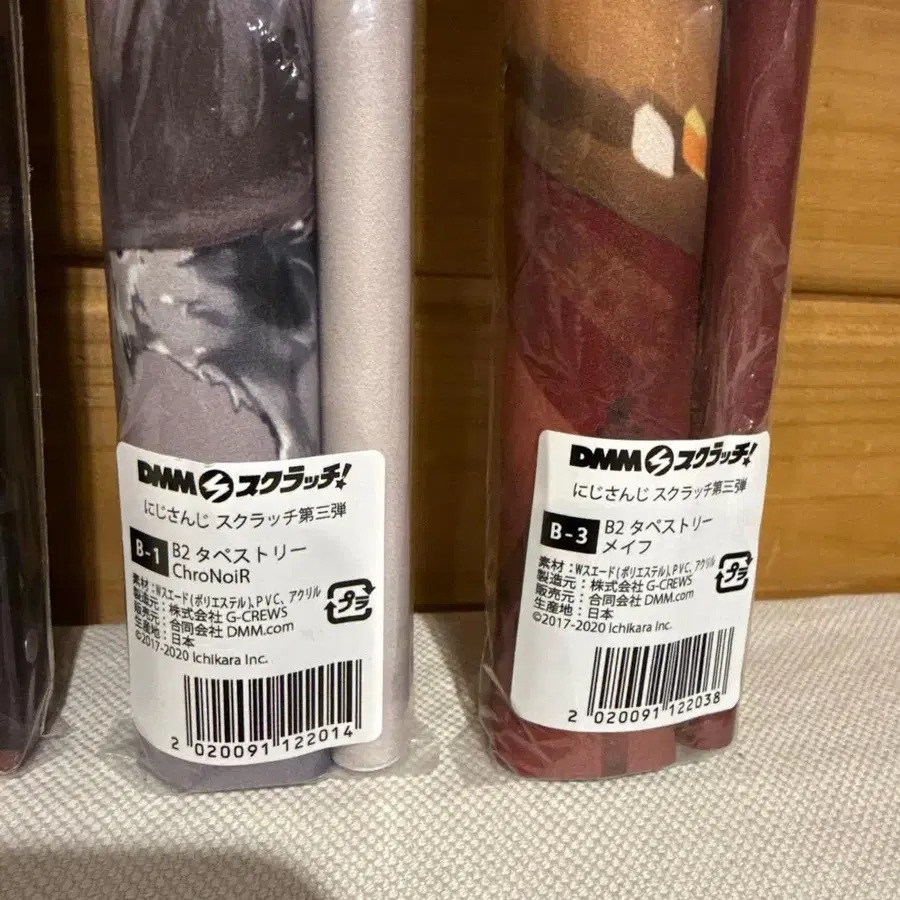 DMM スクラッチ!
にじさんじ スクラッチ第三弾
B-1 B2 タペストリー
ChroNoiR
素材:Wスエード(ポリエステル)、PVC、アクリル
製造元:株式会社 G-CREWS
販売元:合同会社 DMM.com
生産地:日本
©2017-2020 Ichikara Inc.
プラ
2 020091 122014
DMM スクラッチ!
にじさんじ スクラッチ第三弾
B-3 B2 タペストリー
メイフ
素材:Wスエード(ポリエステル)、PVC、アクリル
製造元:株式会社 G-CREWS
販売元:合同会社 DMM.com
生産地:日本
©2017-2020 Ichikara Inc.
プラ
2 020091 122038